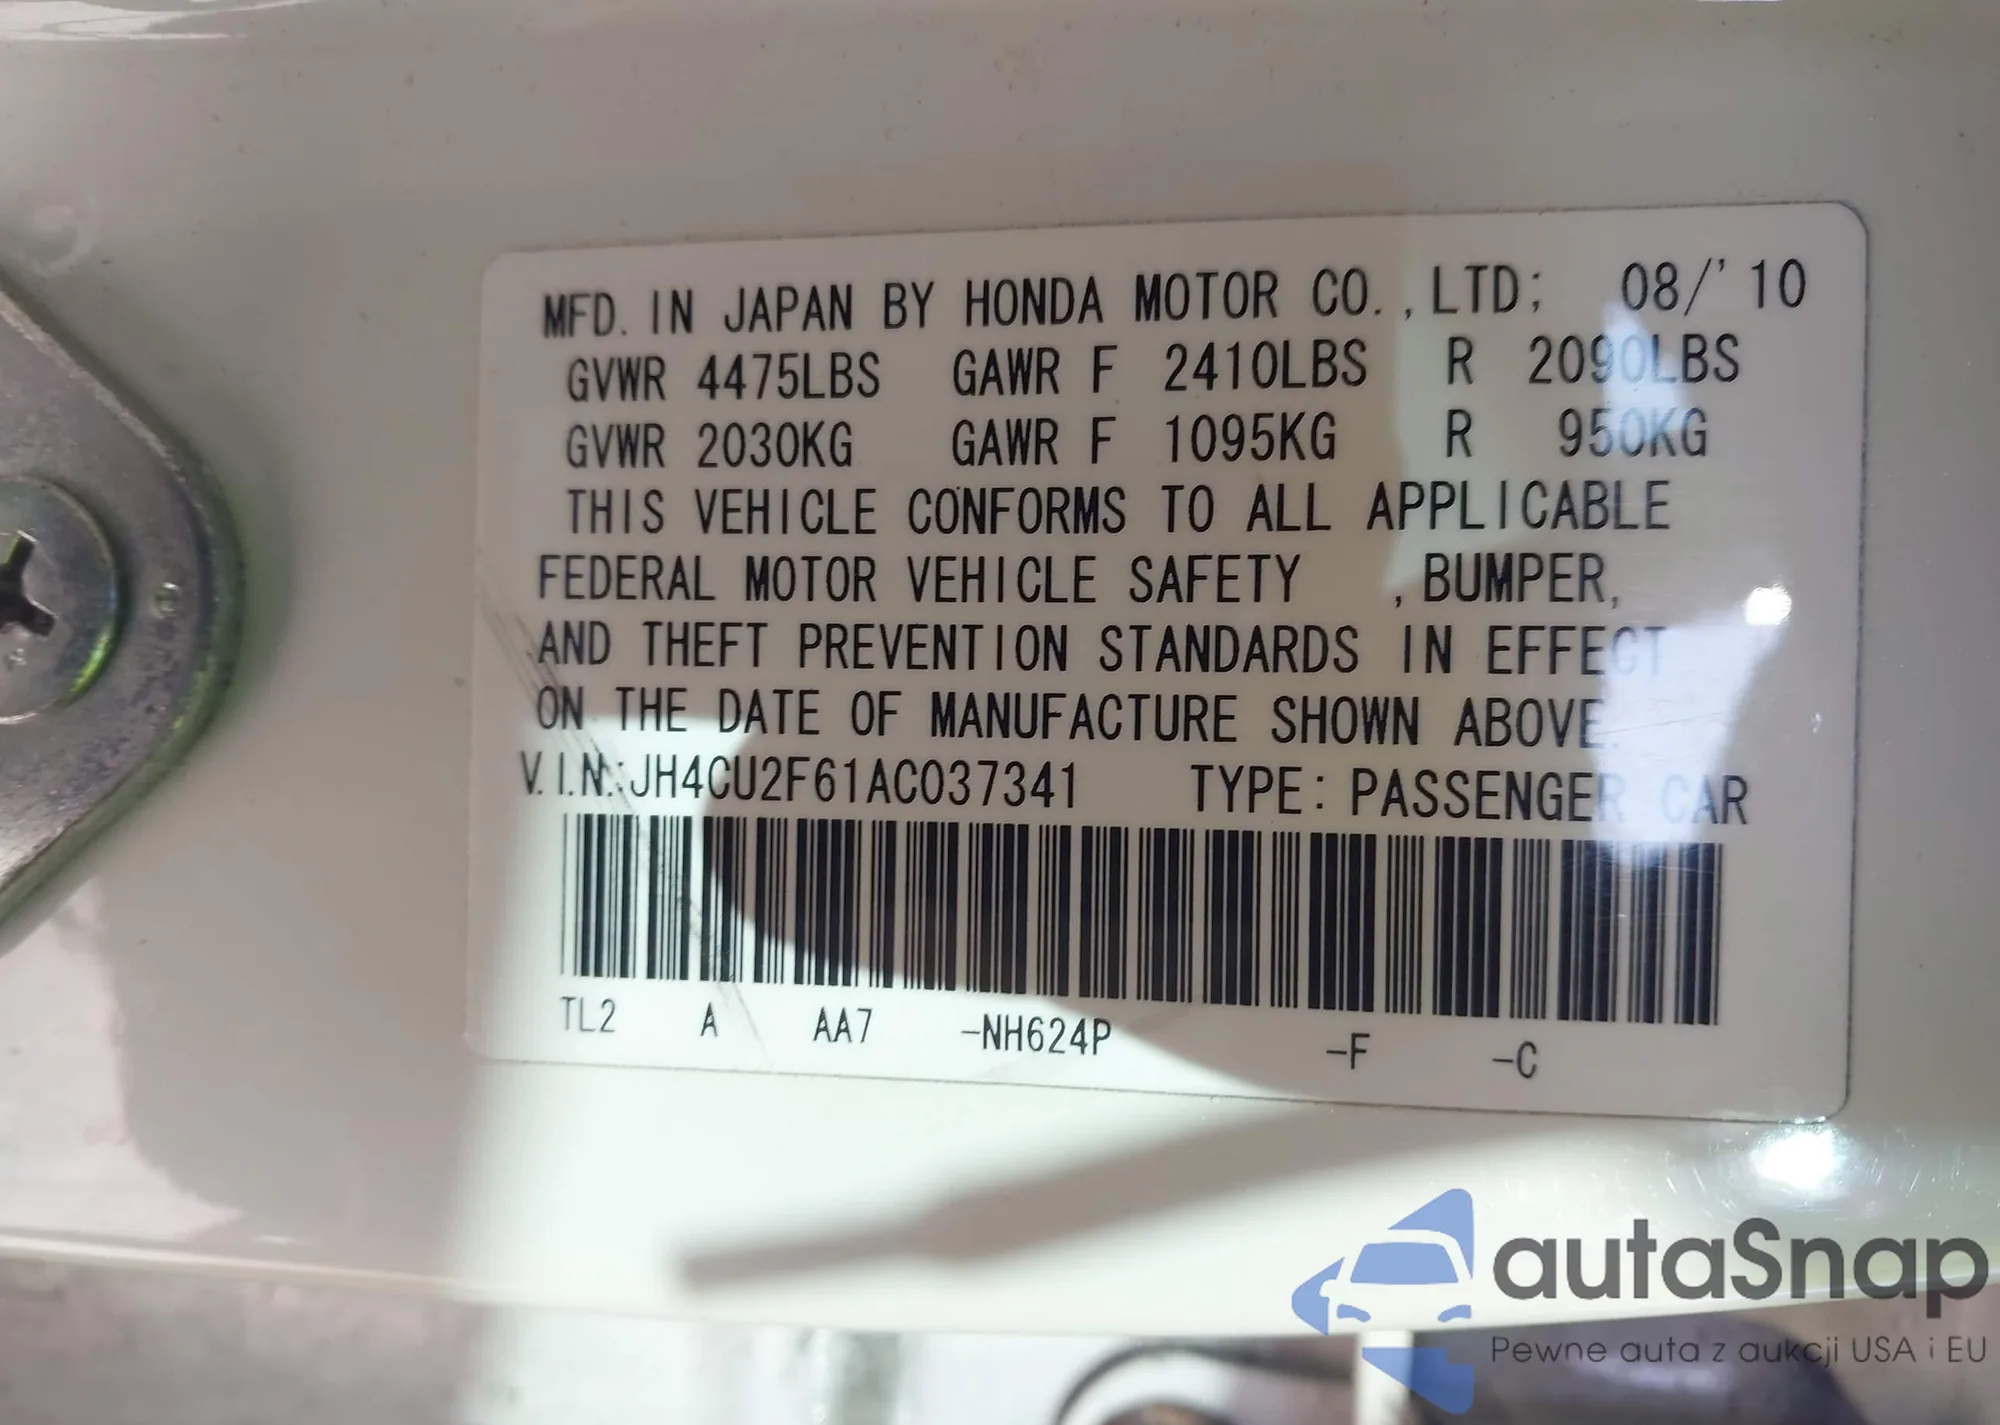 MFD. IN JAPAN BY HONDA MOTOR CO.,LTD; 08/'10
GVWR 4475LBS GAWR F 2410LBS R 2090LBS
GVWR 2030KG GAWR F 1095KG R 950KG
THIS VEHICLE CONFORMS TO ALL APPLICABLE
FEDERAL MOTOR VEHICLE SAFETY ,BUMPER,
AND THEFT PREVENTION STANDARDS IN EFFECT
ON THE DATE OF MANUFACTURE SHOWN ABOVE.
V.I.N.:JH4CU2F61AC037341 TYPE: PASSENGER CAR
TL2 A AA7 -NH624P -F -C
autaSnap
Pewne auta z aukcji USA i EU